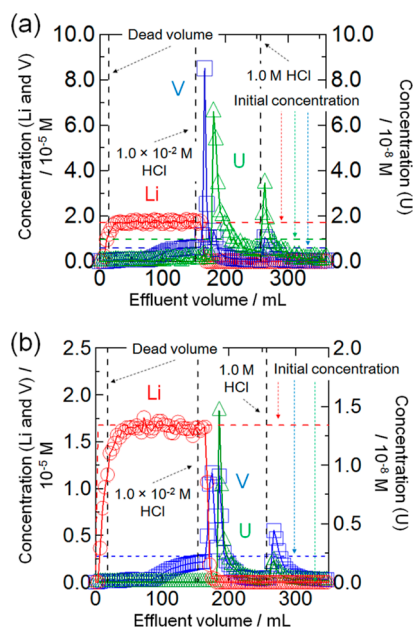 (a)
10.0
8.0
6.0
4.0
2.0
0.0
Concentration (Li and V)
/ 10⁻⁵ M
Dead volume
V
1.0 M HCl
Initial concentration
1.0 × 10⁻² M
HCl
Li
U
10.0
8.0
6.0
4.0
2.0
0.0
Concentration (U)
/ 10⁻⁸ M
0 100 200 300
Effluent volume / mL
(b)
2.5
2.0
1.5
1.0
0.5
0.0
Concentration (Li and V) /
10⁻⁵ M
Dead volume
Li
1.0 M
HCl
Initial concentration
1.0 × 10⁻² M
HCl
V
U
2.0
1.5
1.0
0.5
0.0
Concentration (U)
/ 10⁻⁸ M
0 100 200 300
Effluent volume / mL